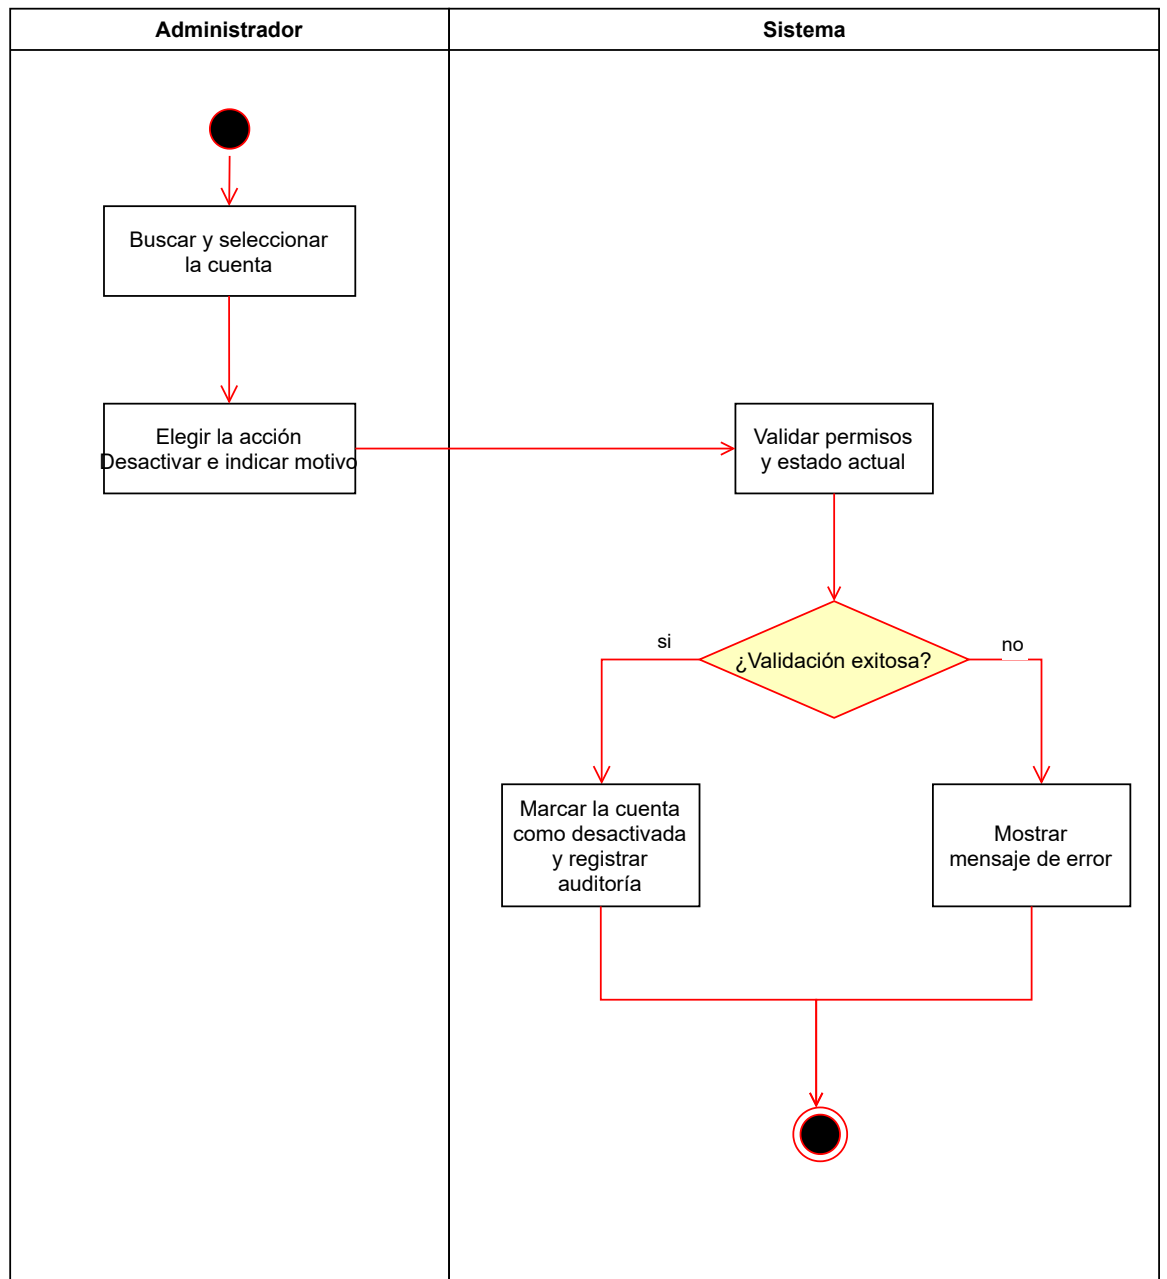 Administrador
Sistema
Buscar y seleccionar
la cuenta
Elegir la acción
Desactivar e indicar motivo
Validar permisos
y estado actual
¿Validación exitosa?
si
no
Marcar la cuenta
como desactivada
y registrar
auditoría
Mostrar
mensaje de error